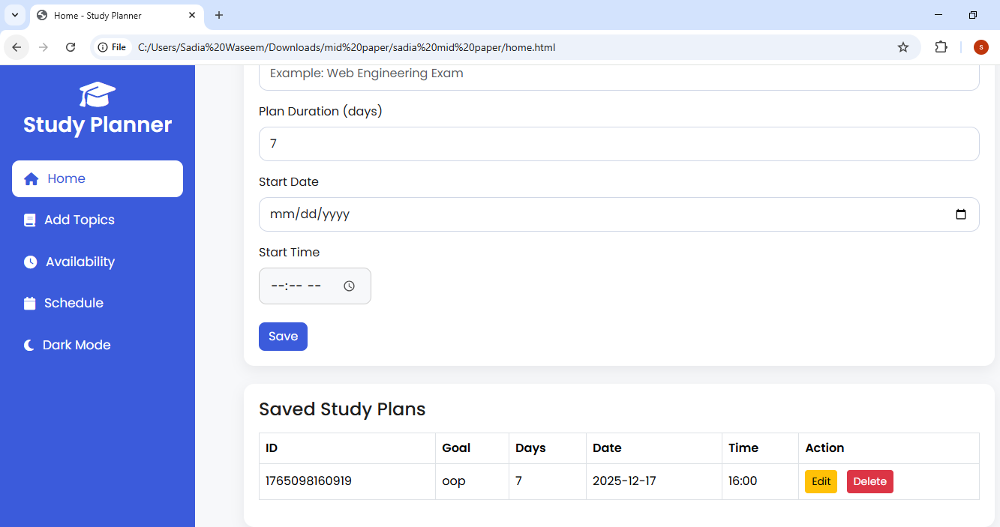 Home - Study Planner
File C:/Users/Sadia%20Waseem/Downloads/mid%20paper/sadia%20mid%20paper/home.html
s
Study Planner
Home
Add Topics
Availability
Schedule
Dark Mode
Example: Web Engineering Exam
Plan Duration (days)
7
Start Date
mm/dd/yyyy
Start Time
--:-- --
Save
Saved Study Plans
ID Goal Days Date Time Action
1765098160919 oop 7 2025-12-17 16:00 Edit Delete